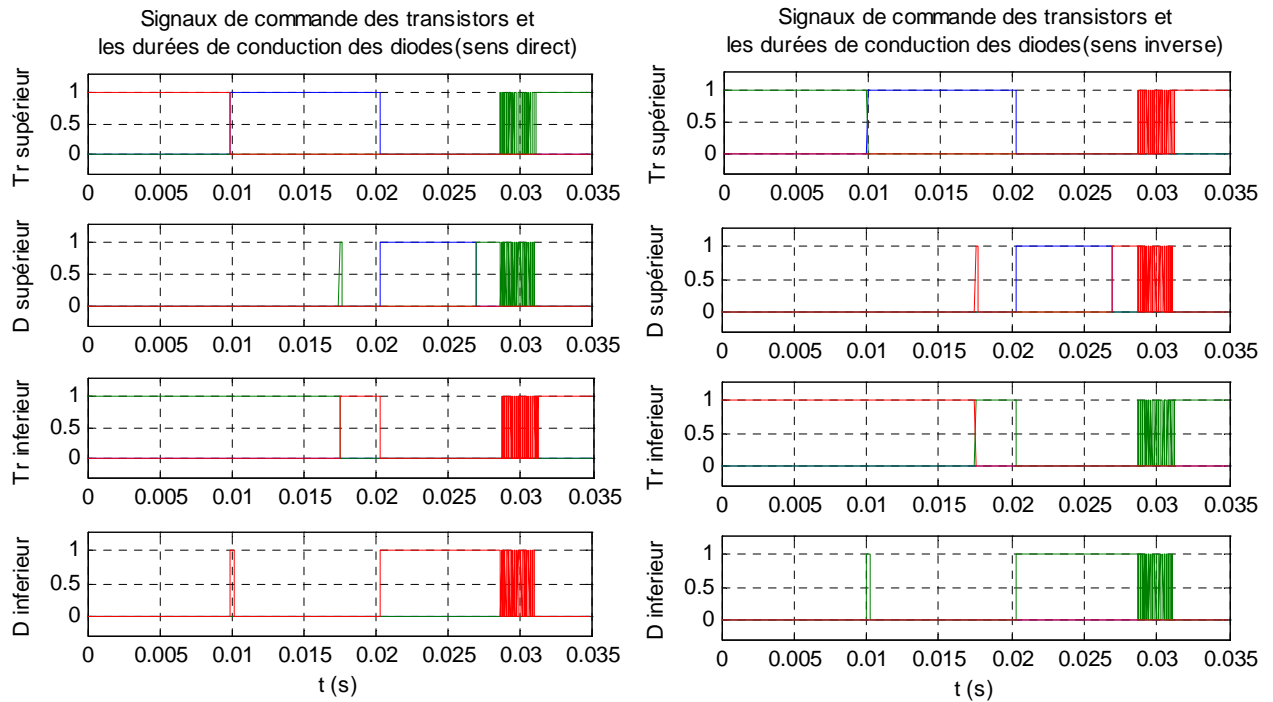 Signaux de commande des transistors et
les durées de conduction des diodes(sens direct)
Tr supérieur
1
0.5
0
0 0.005 0.01 0.015 0.02 0.025 0.03 0.035
D supérieur
1
0.5
0
0 0.005 0.01 0.015 0.02 0.025 0.03 0.035
Tr inferieur
1
0.5
0
0 0.005 0.01 0.015 0.02 0.025 0.03 0.035
D inferieur
1
0.5
0
0 0.005 0.01 0.015 0.02 0.025 0.03 0.035
t (s)
Signaux de commande des transistors et
les durées de conduction des diodes(sens inverse)
Tr supérieur
1
0.5
0
0 0.005 0.01 0.015 0.02 0.025 0.03 0.035
D supérieur
1
0.5
0
0 0.005 0.01 0.015 0.02 0.025 0.03 0.035
Tr inferieur
1
0.5
0
0 0.005 0.01 0.015 0.02 0.025 0.03 0.035
D inferieur
1
0.5
0
0 0.005 0.01 0.015 0.02 0.025 0.03 0.035
t (s)